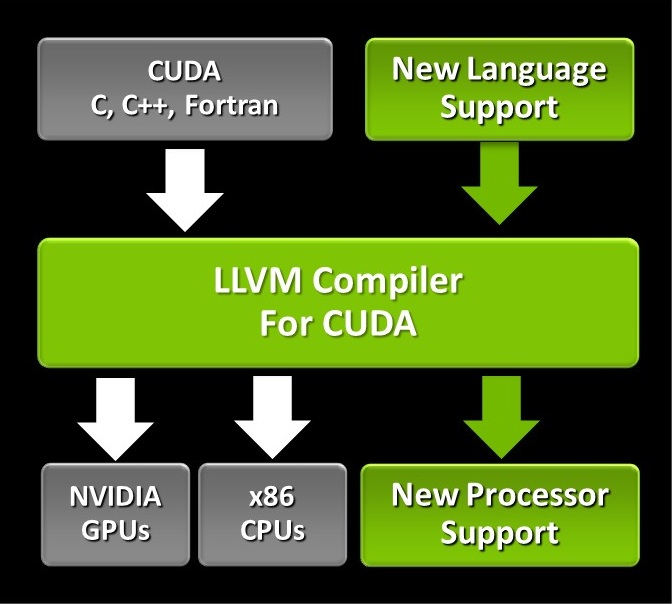 CUDA
C, C++, Fortran
New Language
Support
LLVM Compiler
For CUDA
NVIDIA
GPUs
x86
CPUs
New Processor
Support